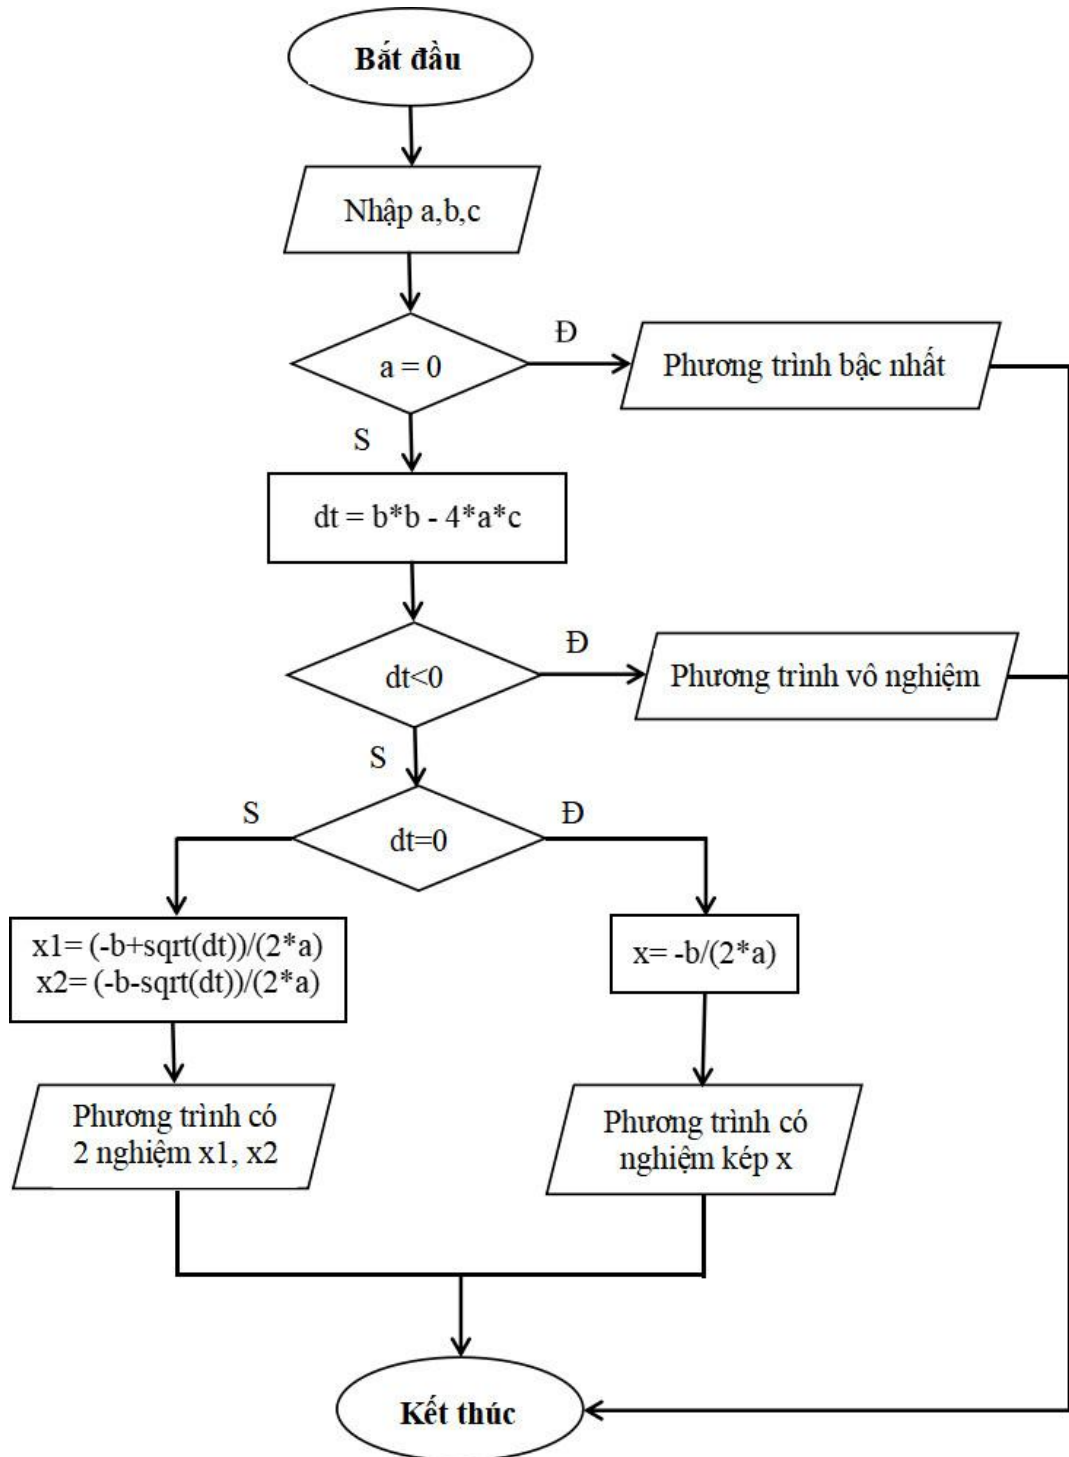 Bắt đầu
Nhập a,b,c
a = 0
Đ
Phương trình bậc nhất
S
dt = b*b - 4*a*c
dt<0
Đ
Phương trình vô nghiệm
S
dt=0
S
Đ
x1= (-b+sqrt(dt))/(2*a)
x2= (-b-sqrt(dt))/(2*a)
x= -b/(2*a)
Phương trình có
2 nghiệm x1, x2
Phương trình có
nghiệm kép x
Kết thúc